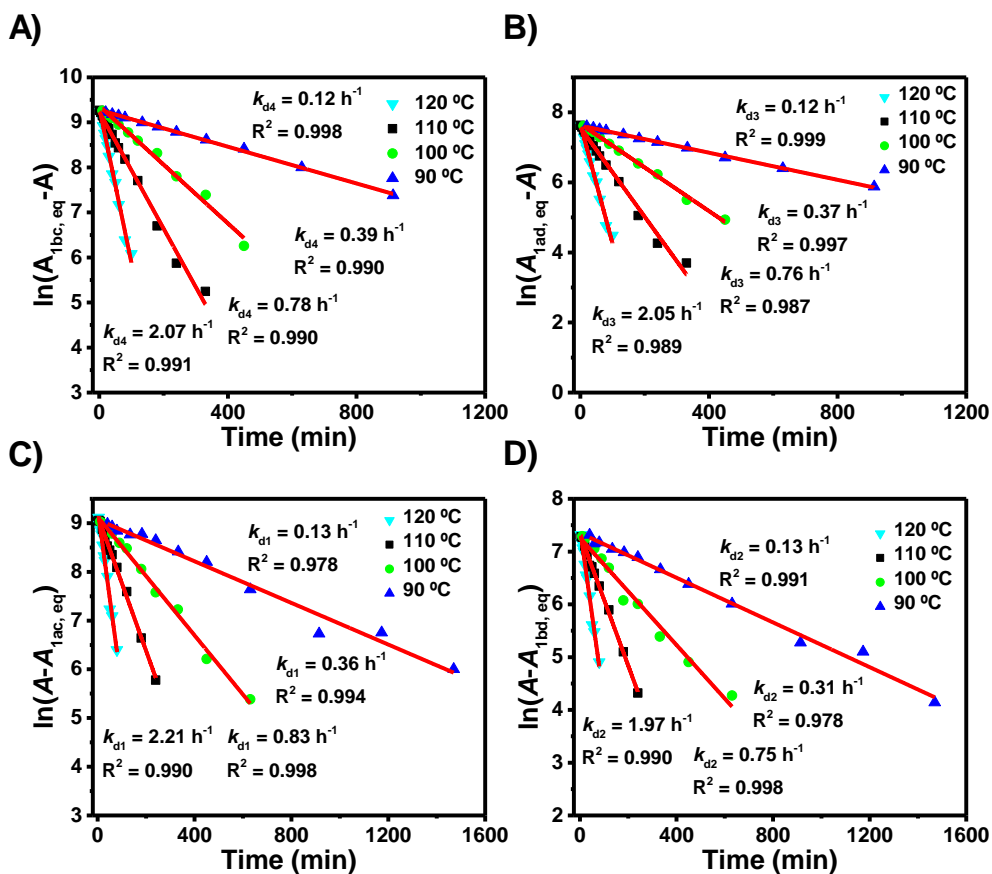 A)
ln(A1bc, eq-A)
10
9
8
7
6
5
4
3
0 400 800 1200
Time (min)
120 ºC
110 ºC
100 ºC
90 ºC
kd4 = 0.12 h-1
R2 = 0.998
kd4 = 0.39 h-1
R2 = 0.990
kd4 = 0.78 h-1
R2 = 0.990
kd4 = 2.07 h-1
R2 = 0.991
B)
ln(A1ad, eq-A)
8
6
4
2
0
0 400 800 1200
Time (min)
120 ºC
110 ºC
100 ºC
90 ºC
kd3 = 0.12 h-1
R2 = 0.999
kd3 = 0.37 h-1
R2 = 0.997
kd3 = 0.76 h-1
R2 = 0.987
kd3 = 2.05 h-1
R2 = 0.989
C)
ln(A-A1ac, eq)
9
8
7
6
5
4
3
0 400 800 1200 1600
Time (min)
120 ºC
110 ºC
100 ºC
90 ºC
kd1 = 0.13 h-1
R2 = 0.978
kd1 = 0.36 h-1
R2 = 0.994
kd1 = 2.21 h-1 kd1 = 0.83 h-1
R2 = 0.990 R2 = 0.998
D)
ln(A-A1bd, eq)
8
7
6
5
4
3
2
0 400 800 1200 1600
Time (min)
120 ºC
110 ºC
100 ºC
90 ºC
kd2 = 0.13 h-1
R2 = 0.991
kd2 = 0.31 h-1
R2 = 0.978
kd2 = 1.97 h-1
R2 = 0.990
kd2 = 0.75 h-1
R2 = 0.998